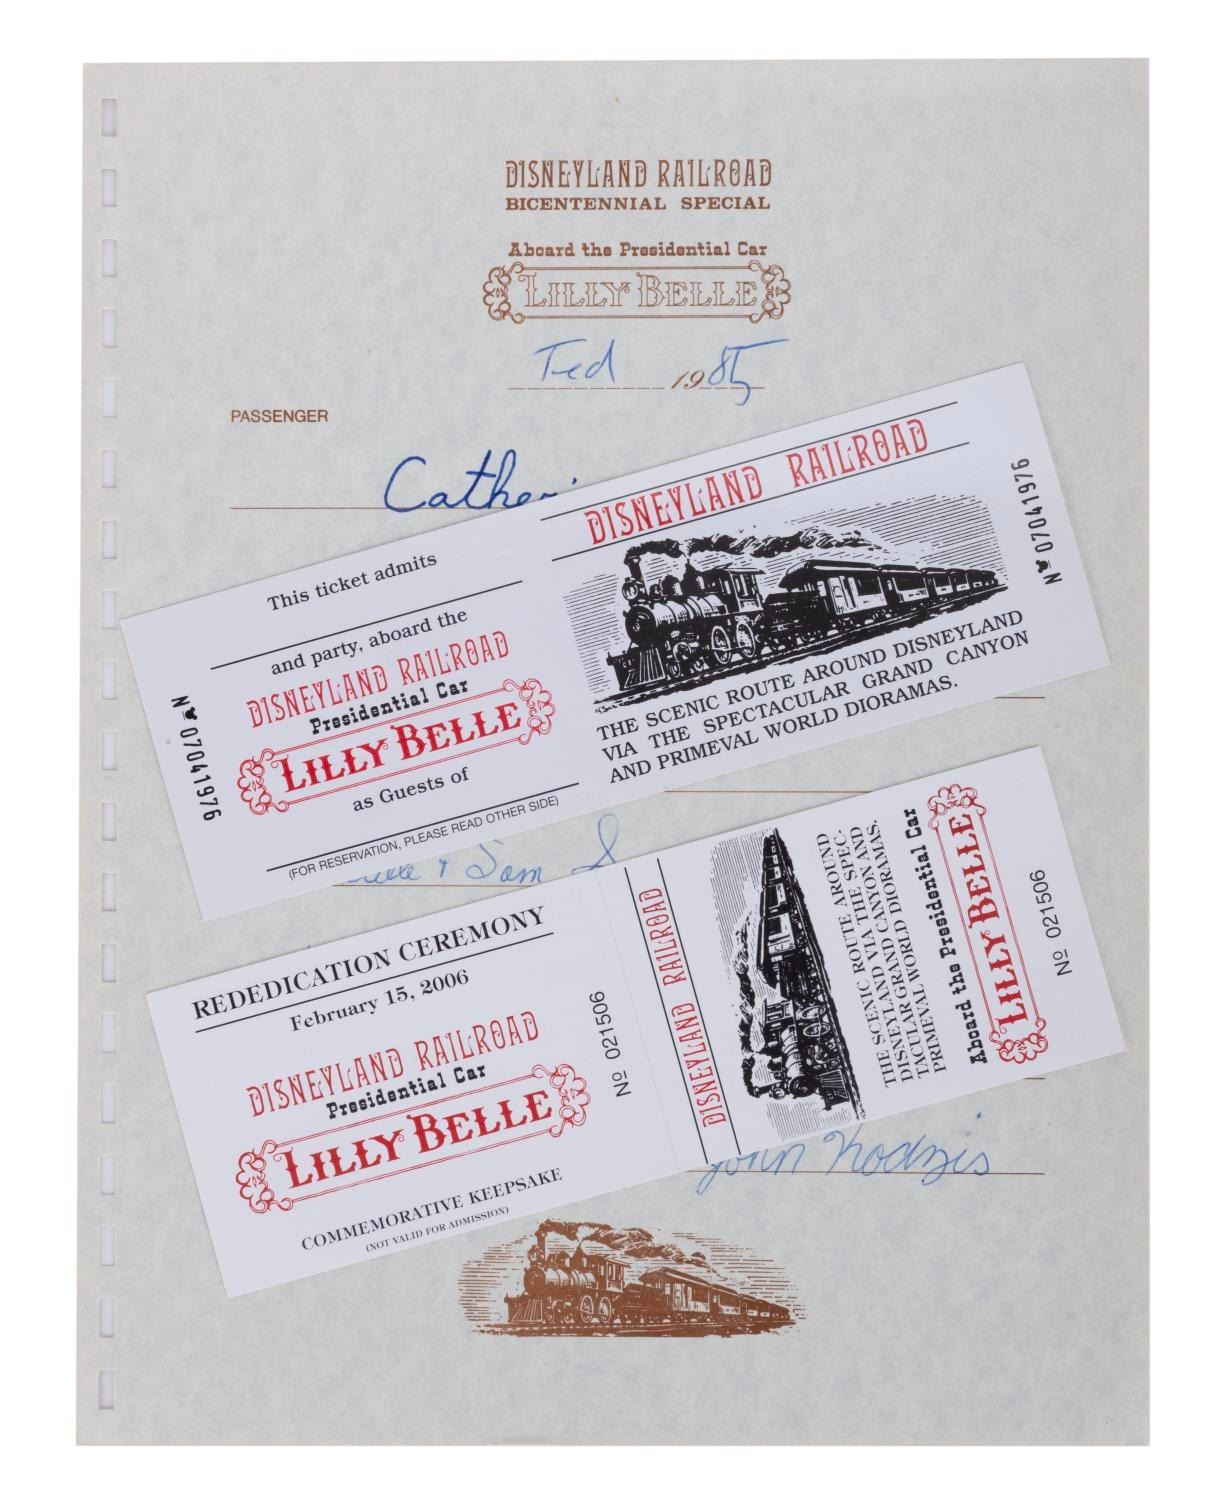 DISNEYLAND RAILROAD
BICENTENNIAL SPECIAL
Aboard the Presidential Car
LILLY BELLE
1985
PASSENGER
This ticket admits
and party, aboard the
DISNEYLAND RAILROAD
Presidential Car
LILLY BELLE
as Guests of
(FOR RESERVATION, PLEASE READ OTHER SIDE)
No 07041976
DISNEYLAND RAILROAD
THE SCENIC ROUTE AROUND DISNEYLAND
VIA THE SPECTACULAR GRAND CANYON
AND PRIMEVAL WORLD DIORAMAS.
No 07041976
& Sam
REDEDICATION CEREMONY
February 15, 2006
DISNEYLAND RAILROAD
Presidential Car
LILLY BELLE
COMMEMORATIVE KEEPSAKE
(NOT VALID FOR ADMISSION)
No 021506
DISNEYLAND RAILROAD
THE SCENIC ROUTE AROUND
DISNEYLAND VIA THE SPEC-
TACULAR GRAND CANYON AND
PRIMEVAL WORLD DIORAMAS.
Aboard the Presidential Car
LILLY BELLE
No 021506
John